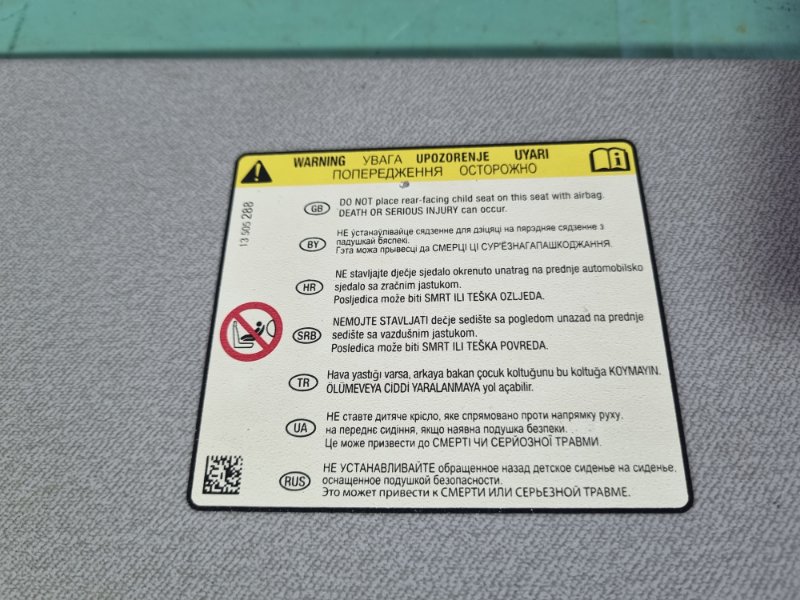 WARNING УВАГА UPOZORENJE UYARI
ПОПЕРЕДЖЕННЯ ОСТОРОЖНО
13 505 288
GB
DO NOT place rear-facing child seat on this seat with airbag.
DEATH OR SERIOUS INJURY can occur.
BY
НЕ ўстанаўлівайце сядзенне для дзіцяці на пярэдняе сядзенне з
падушкай бяспекі.
Гэта можа прывесці да СМЕРЦІ ЦІ СУР'ЁЗНАГАПАШКОДЖАННЯ.
HR
NE stavljajte dječje sjedalo okrenuto unatrag na prednje automobilsko
sjedalo sa zračnim jastukom.
Posljedica može biti SMRT ILI TEŠKA OZLJEDA.
SRB
NEMOJTE STAVLJATI dečje sedište sa pogledom unazad na prednje
sedište sa vazdušnim jastukom.
Posledica može biti SMRT ILI TEŠKA POVREDA.
TR
Hava yastığı varsa, arkaya bakan çocuk koltuğunu bu koltuğa KOYMAYIN.
ÖLÜMEVEYA CİDDİ YARALANMAYA yol açabilir.
UA
НЕ ставте дитяче крісло, яке спрямовано проти напрямку руху,
на переднє сидіння, якщо наявна подушка безпеки.
Це може призвести до СМЕРТІ ЧИ СЕРЙОЗНОЇ ТРАВМИ.
RUS
НЕ УСТАНАВЛИВАЙТЕ обращенное назад детское сиденье на сиденье,
оснащенное подушкой безопасности.
Это может привести к СМЕРТИ ИЛИ СЕРЬЕЗНОЙ ТРАВМЕ.